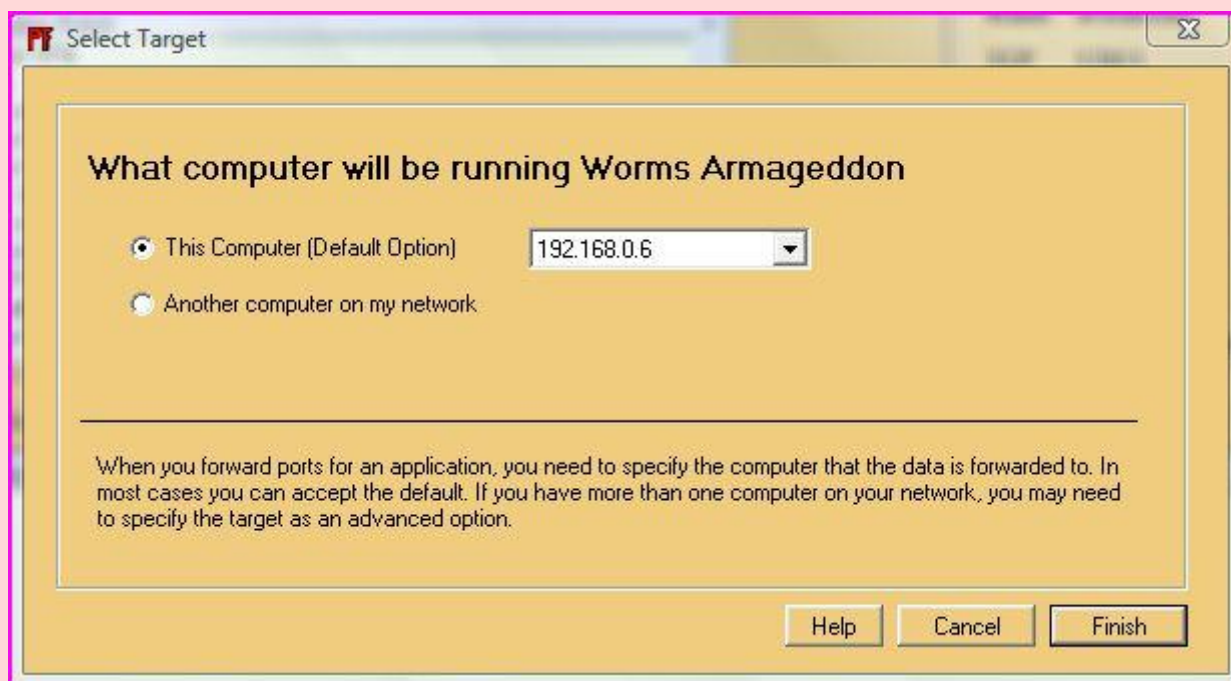 Select Target
What computer will be running Worms Armageddon
This Computer (Default Option) 192.168.0.6
Another computer on my network
When you forward ports for an application, you need to specify the computer that the data is forwarded to. In
most cases you can accept the default. If you have more than one computer on your network, you may need
to specify the target as an advanced option.
Help Cancel Finish